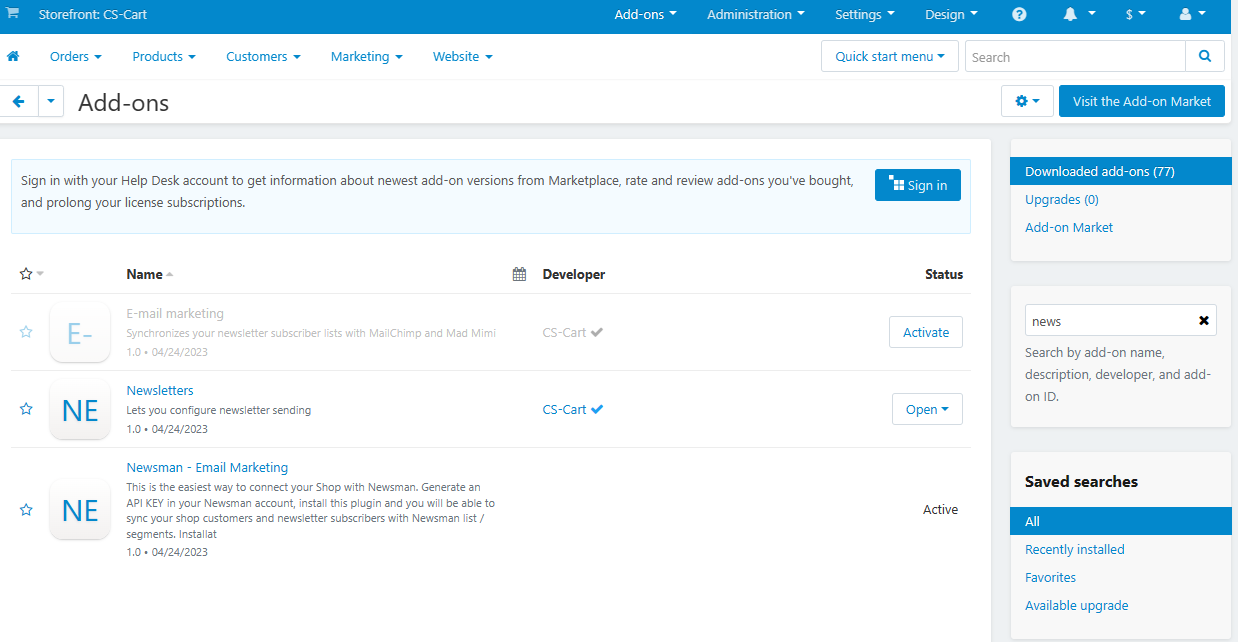 Storefront: CS-Cart
Add-ons
Administration
Settings
Design
$
Orders
Products
Customers
Marketing
Website
Quick start menu
Search
Add-ons
Visit the Add-on Market
Sign in with your Help Desk account to get information about newest add-on versions from Marketplace, rate and review add-ons you've bought,
and prolong your license subscriptions.
Sign in
Name
Developer
Status
E-
E-mail marketing
Synchronizes your newsletter subscriber lists with MailChimp and Mad Mimi
1.0 • 04/24/2023
CS-Cart
Activate
NE
Newsletters
Lets you configure newsletter sending
1.0 • 04/24/2023
CS-Cart
Open
NE
Newsman - Email Marketing
This is the easiest way to connect your Shop with Newsman. Generate an
API KEY in your Newsman account, install this plugin and you will be able to
sync your shop customers and newsletter subscribers with Newsman list /
segments. Installat
1.0 • 04/24/2023
Active
Downloaded add-ons (77)
Upgrades (0)
Add-on Market
news
Search by add-on name,
description, developer, and add-
on ID.
Saved searches
All
Recently installed
Favorites
Available upgrade